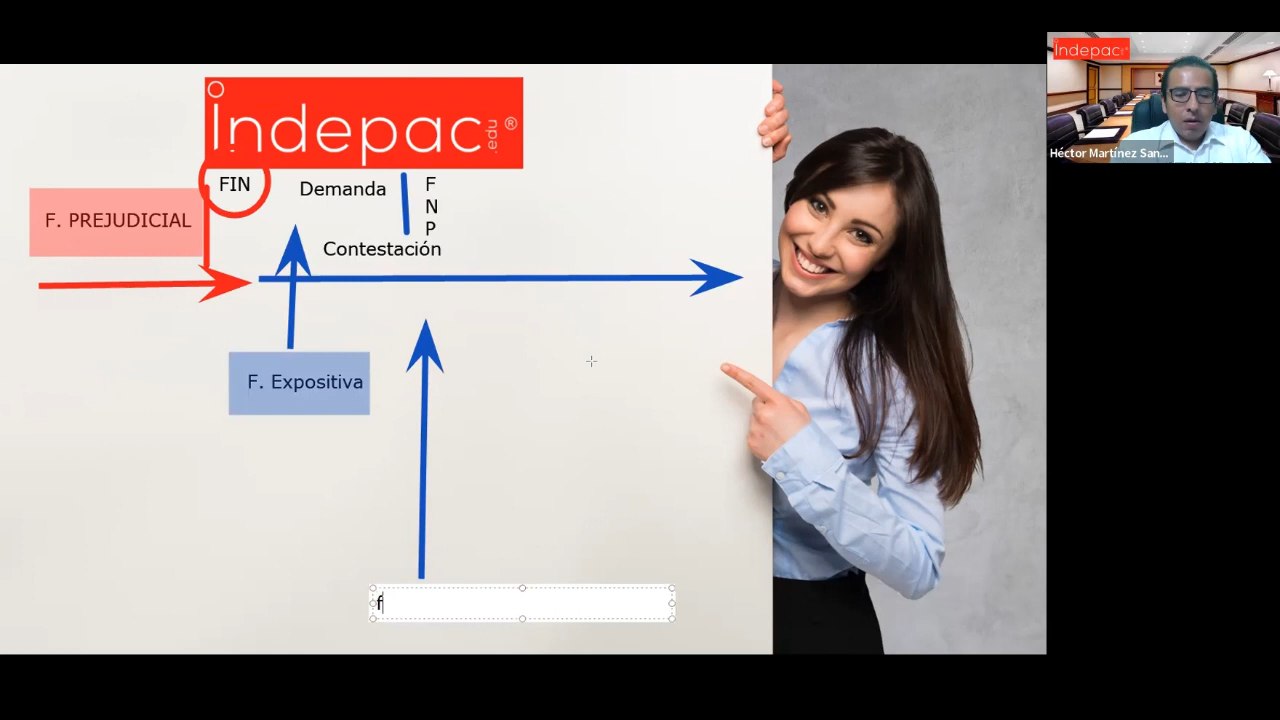 indepac.edu®
FIN
Demanda
F
N
P
F. PREJUDICIAL
Contestación
F. Expositiva
f
indepac
Héctor Martínez San...